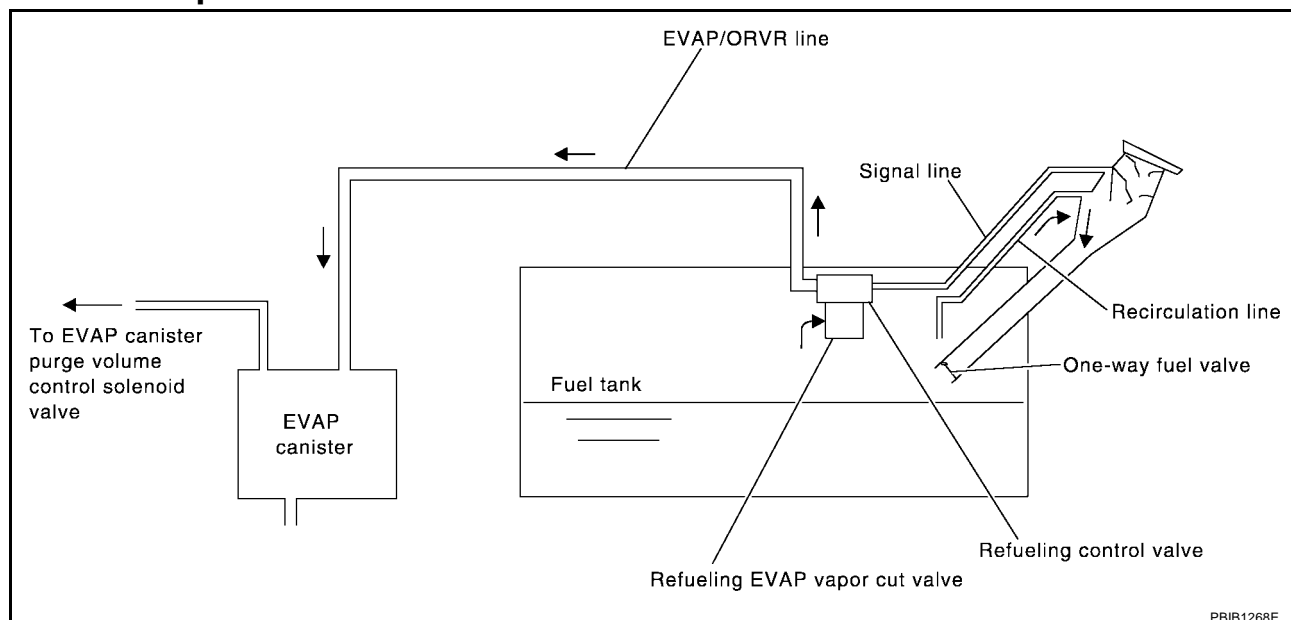 EVAP/ORVR line
Signal line
Recirculation line
One-way fuel valve
To EVAP canister
purge volume
control solenoid
valve
Fuel tank
EVAP
canister
Refueling control valve
Refueling EVAP vapor cut valve
PBIB1268E